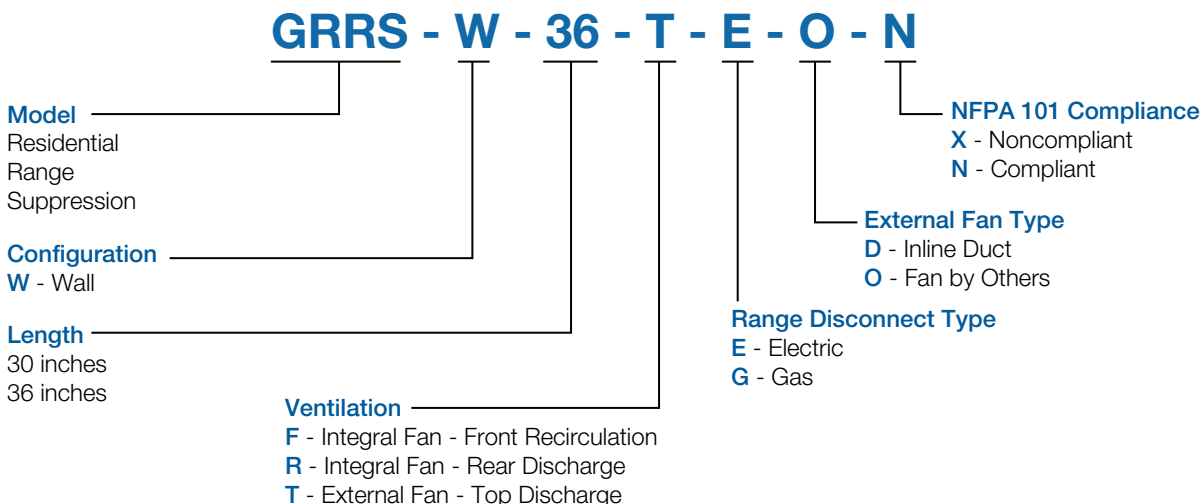 GRRS - W - 36 - T - E - O - N
Model
Residential
Range
Suppression
Configuration
W - Wall
Length
30 inches
36 inches
Ventilation
F - Integral Fan - Front Recirculation
R - Integral Fan - Rear Discharge
T - External Fan - Top Discharge
Range Disconnect Type
E - Electric
G - Gas
External Fan Type
D - Inline Duct
O - Fan by Others
NFPA 101 Compliance
X - Noncompliant
N - Compliant